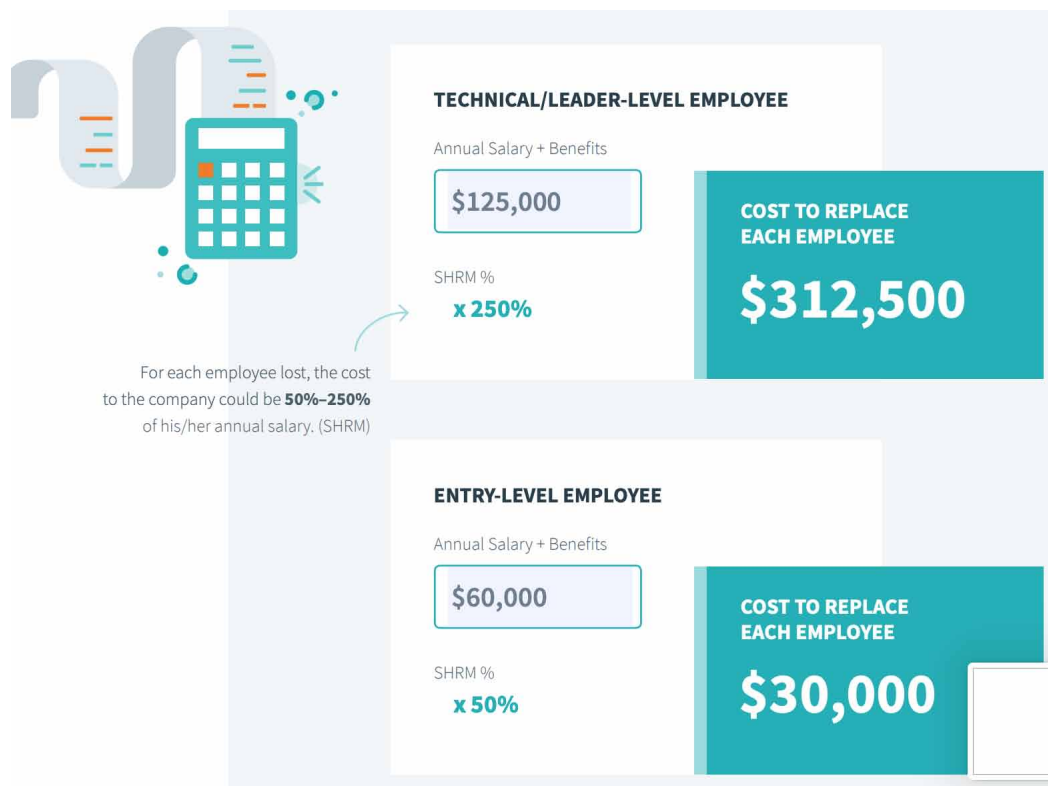 TECHNICAL/LEADER-LEVEL EMPLOYEE
Annual Salary + Benefits
$125,000
SHRM %
x 250%
COST TO REPLACE
EACH EMPLOYEE
$312,500
For each employee lost, the cost
to the company could be 50%–250%
of his/her annual salary. (SHRM)
ENTRY-LEVEL EMPLOYEE
Annual Salary + Benefits
$60,000
SHRM %
x 50%
COST TO REPLACE
EACH EMPLOYEE
$30,000